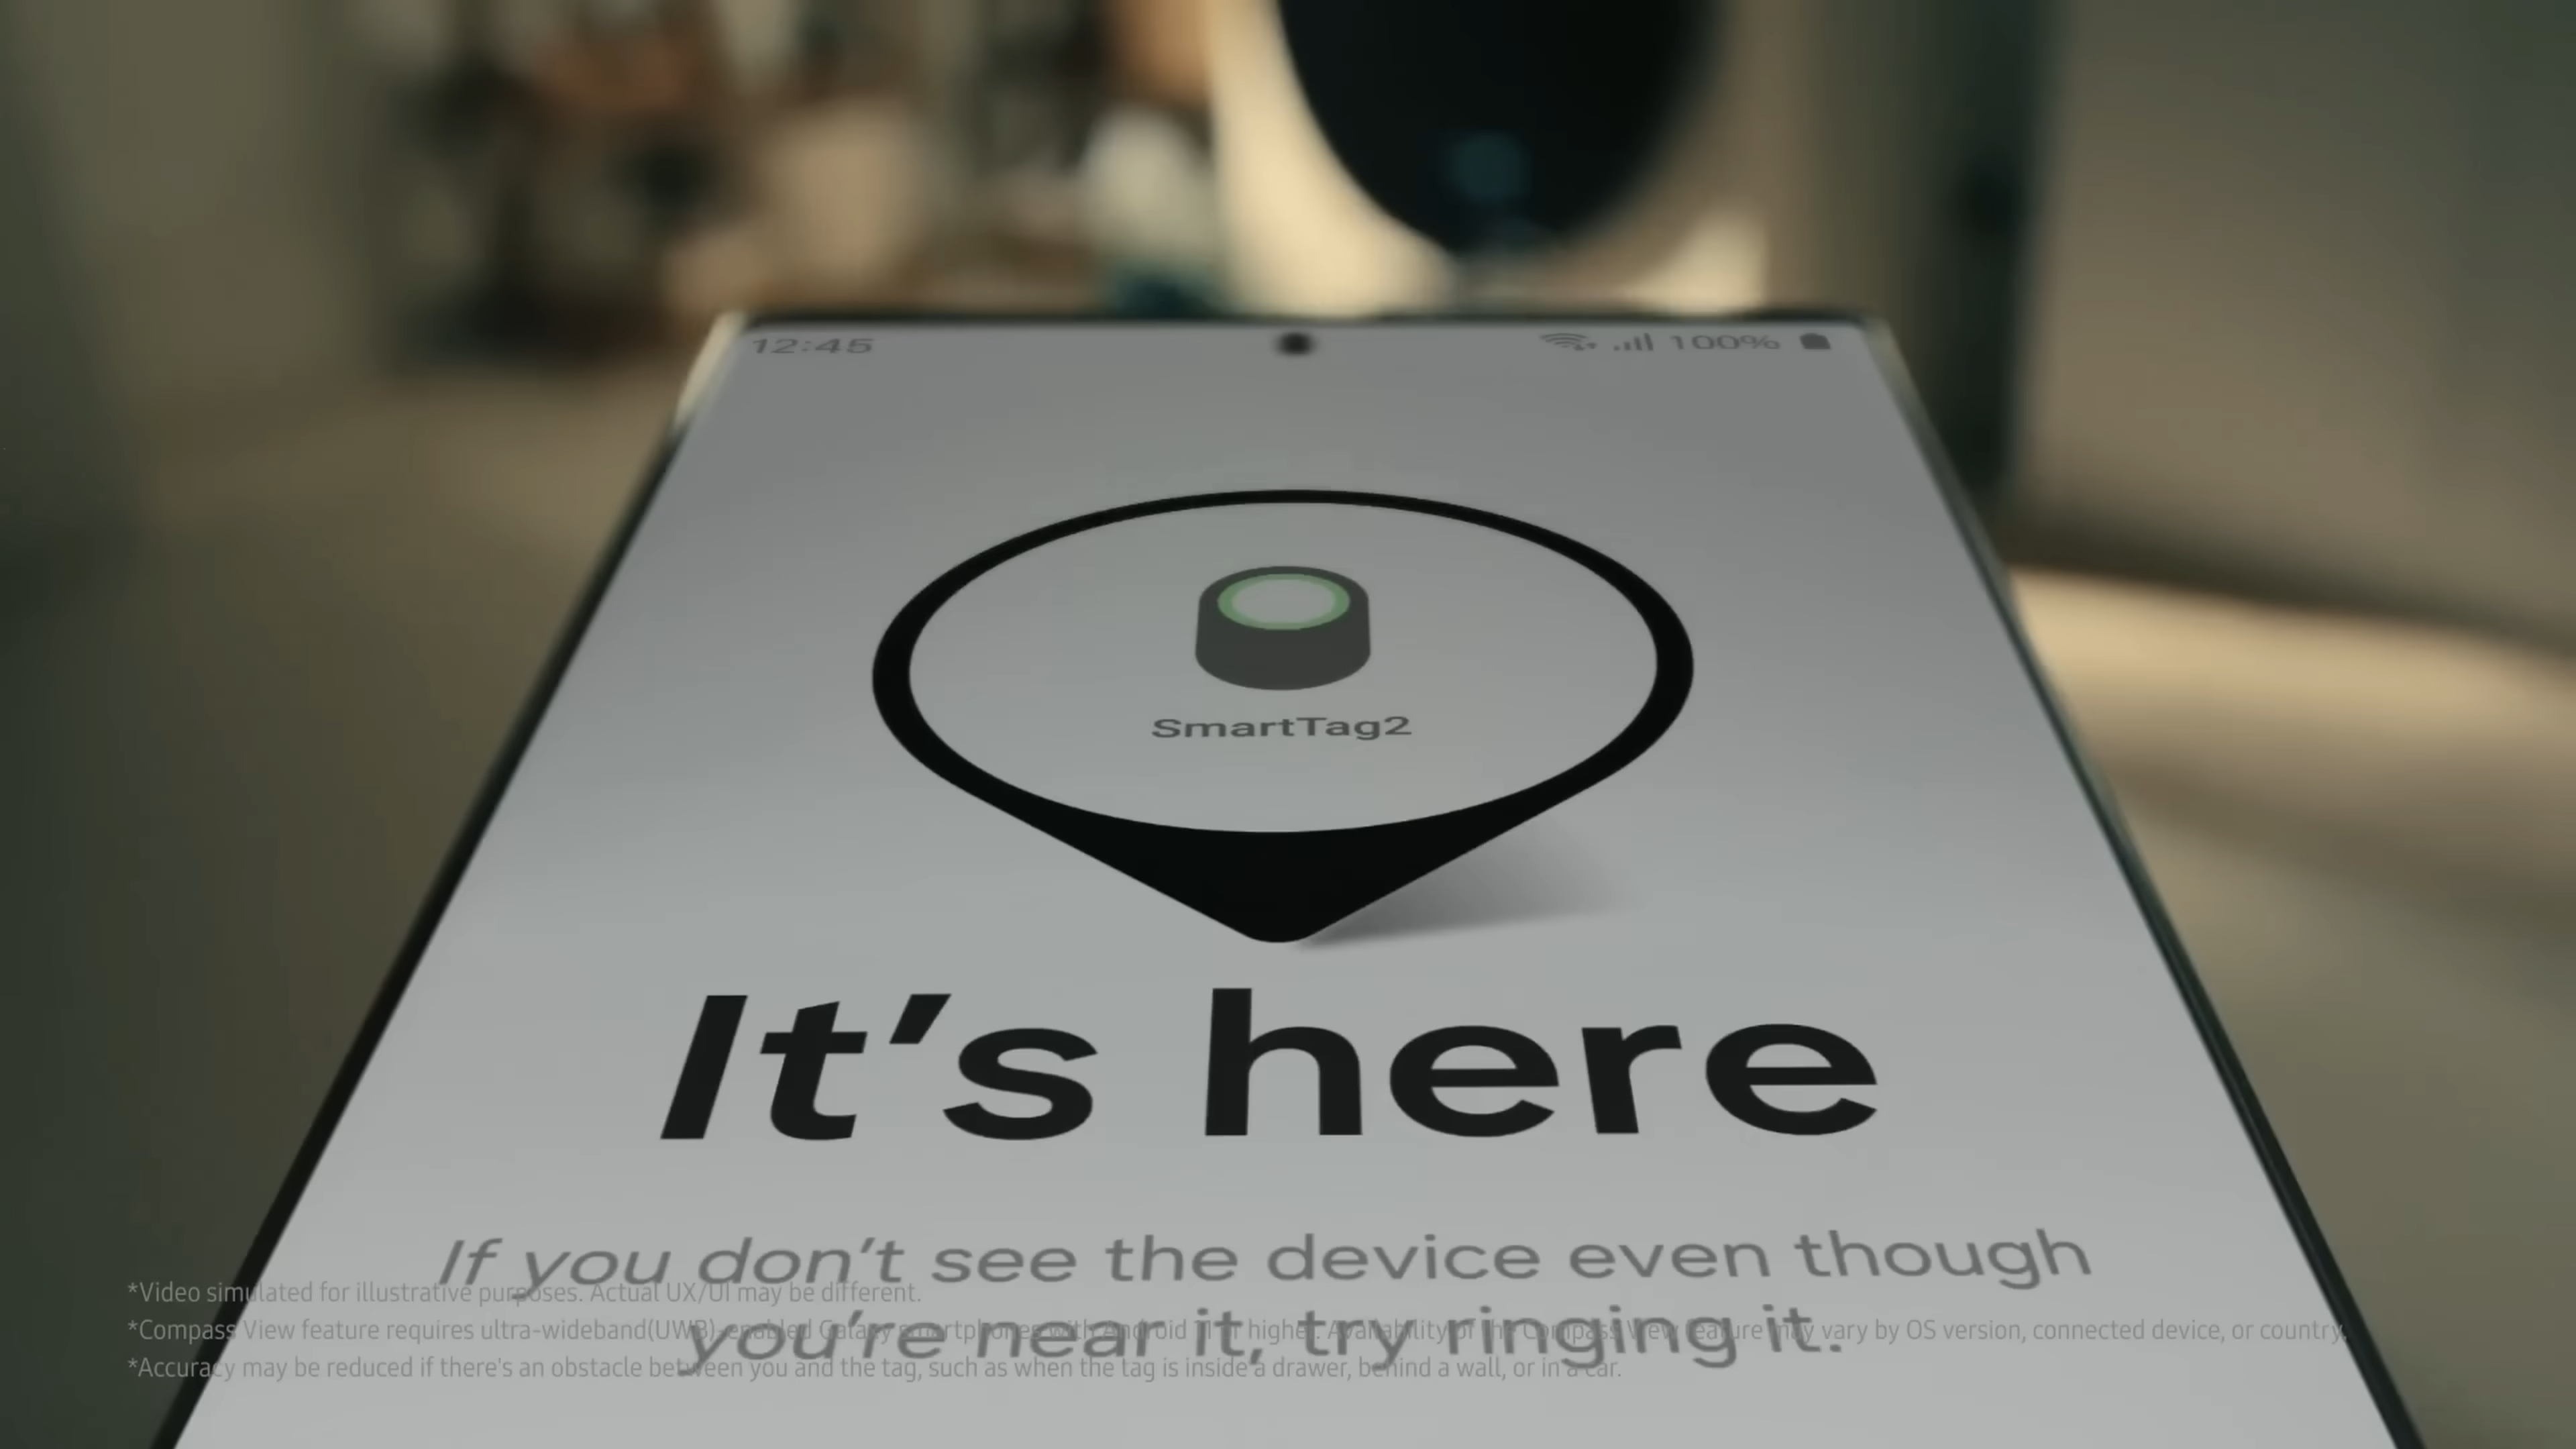 12:45
100%
SmartTag2
It's here
If you don't see the device even though
you're near it, try ringing it.
*Video simulated for illustrative purposes. Actual UX/UI may be different.
*Compass View feature requires ultra-wideband(UWB)-enabled Galaxy smartphones with Android 11 or higher. Availability of the Compass View feature may vary by OS version, connected device, or country.
*Accuracy may be reduced if there's an obstacle between you and the tag, such as when the tag is inside a drawer, behind a wall, or in a car.